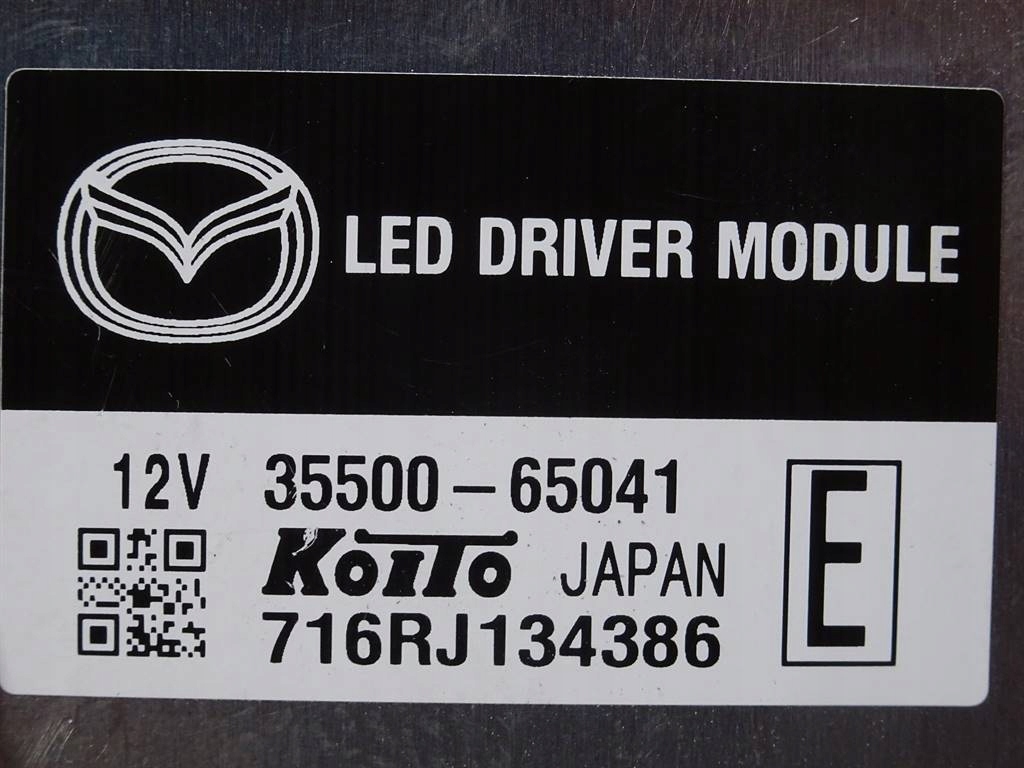 LED DRIVER MODULE
12V 35500-65041
KoiTo JAPAN
716RJ134386
E